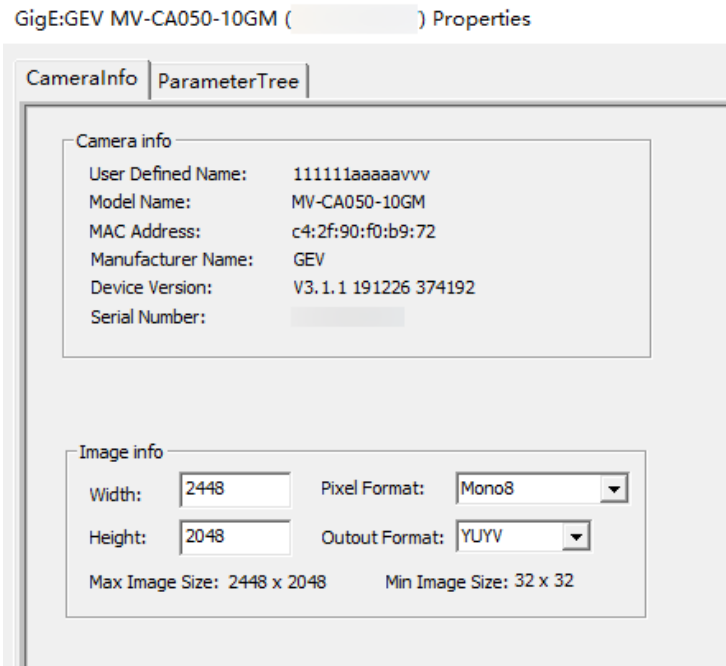 GigE:GEV MV-CA050-10GM ( ) Properties
CameraInfo ParameterTree
Camera info
User Defined Name: 111111aaaaavvv
Model Name: MV-CA050-10GM
MAC Address: c4:2f:90:f0:b9:72
Manufacturer Name: GEV
Device Version: V3.1.1 191226 374192
Serial Number:
Image info
Width: 2448 Pixel Format: Mono8
Height: 2048 Outout Format: YUYV
Max Image Size: 2448 x 2048 Min Image Size: 32 x 32